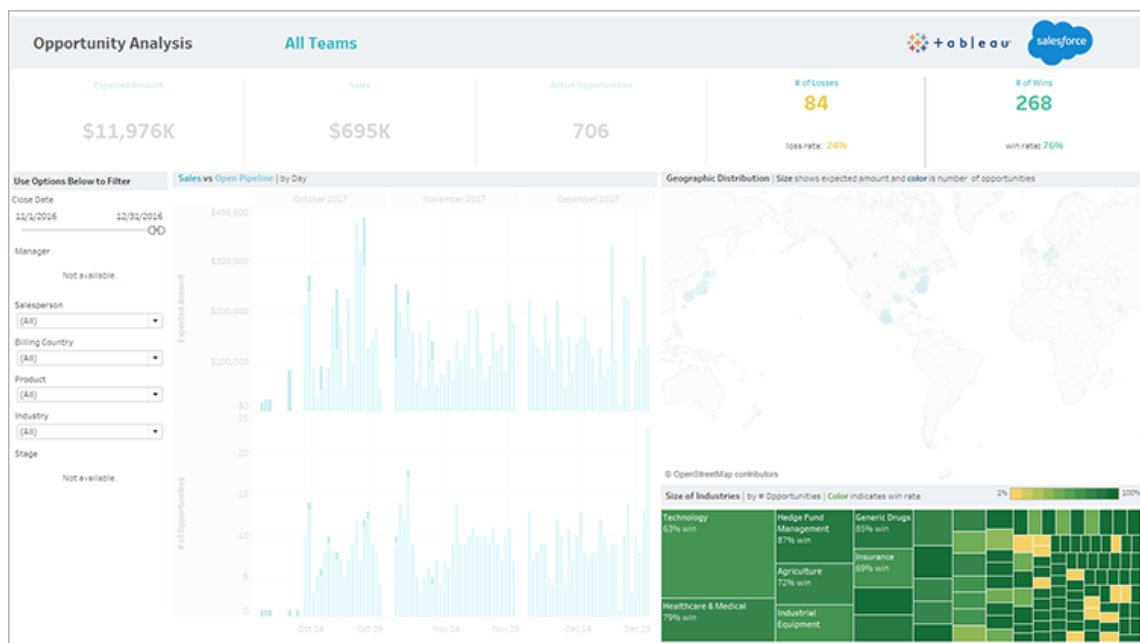 Opportunity Analysis
All Teams
+ a b l e a u
salesforce
Expected Amount
$11,976K
Sales
$695K
Active Opportunities
706
# of Losses
84
loss rate: 24%
# of Wins
268
win rate: 76%
Use Options Below to Filter
Close Date
11/1/2016 12/31/2016
Manager
Not available.
Salesperson
(All)
Billing Country
(All)
Product
(All)
Industry
(All)
Stage
Not available.
Sales vs Open Pipeline | by Day
October 2017 November 2017 December 2017
Expected Amount
$400,000
$300,000
$200,000
$100,000
$0
# of Opportunities
25
20
15
10
5
0
Oct 14 Oct 29 Nov 14 Nov 29 Dec 14 Dec 29
Geographic Distribution | Size shows expected amount and color is number of opportunities
© OpenStreetMap contributors
Size of Industries | by # Opportunities | Color indicates win rate
1% 100%
Technology
63% win
Healthcare & Medical
79% win
Hedge Fund
Management
87% win
Agriculture
72% win
Industrial
Equipment
Generic Drugs
85% win
Insurance
69% win